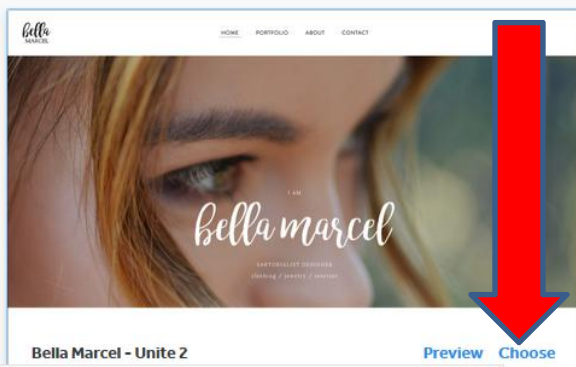 bella
MARCEL
HOME PORTFOLIO ABOUT CONTACT
I AM
bella marcel
SARTORIALIST DESIGNER
clothing / jewelry / interior
Bella Marcel - Unite 2
Preview Choose